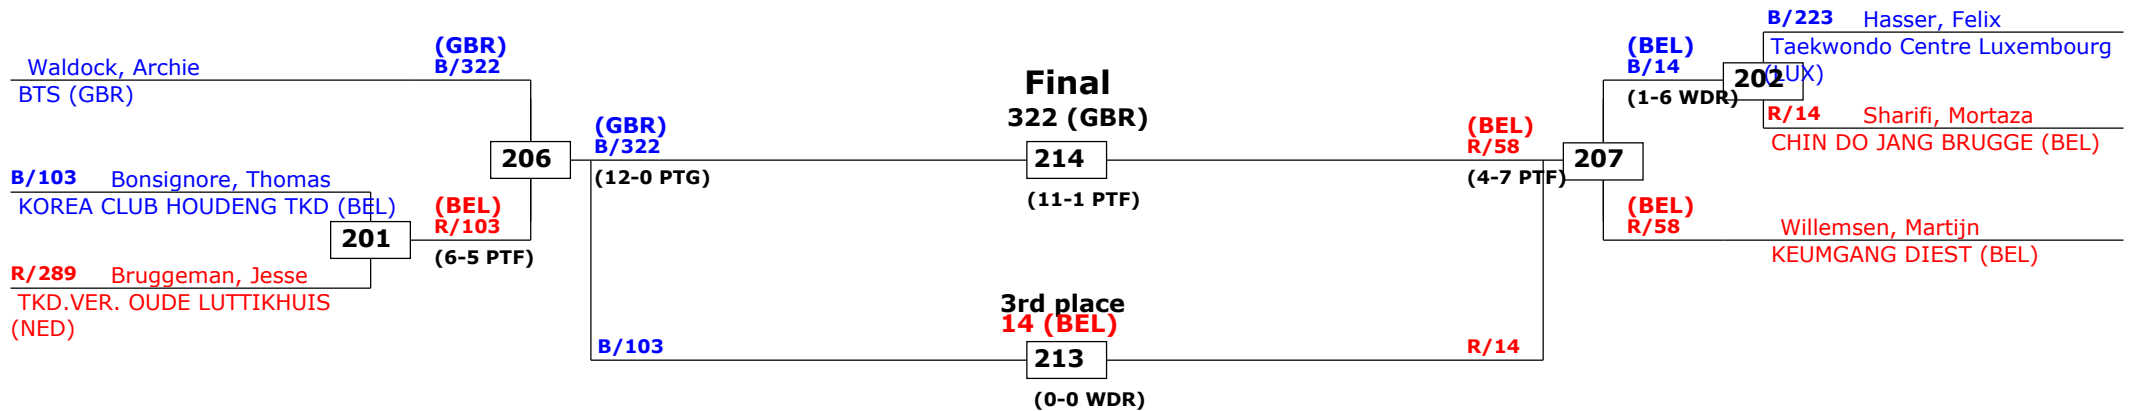 (GBR)
B/322
Waldock, Archie
BTS (GBR)
B/103 Bonsignore, Thomas
KOREA CLUB HOUDENG TKD (BEL)
201
(BEL)
R/103
(6-5 PTF)
R/289 Bruggeman, Jesse
TKD.VER. OUDE LUTTIKHUIS
(NED)
206
(GBR)
B/322
(12-0 PTG)
Final
322 (GBR)
214
(11-1 PTF)
3rd place
14 (BEL)
B/103
213
R/14
(0-0 WDR)
(BEL)
R/58
(4-7 PTF)
207
(BEL)
B/14
(1-6 WDR)
202
B/223 Hasser, Felix
Taekwondo Centre Luxembourg
(LUX)
R/14 Sharifi, Mortaza
CHIN DO JANG BRUGGE (BEL)
(BEL)
R/58
Willemsen, Martijn
KEUMGANG DIEST (BEL)